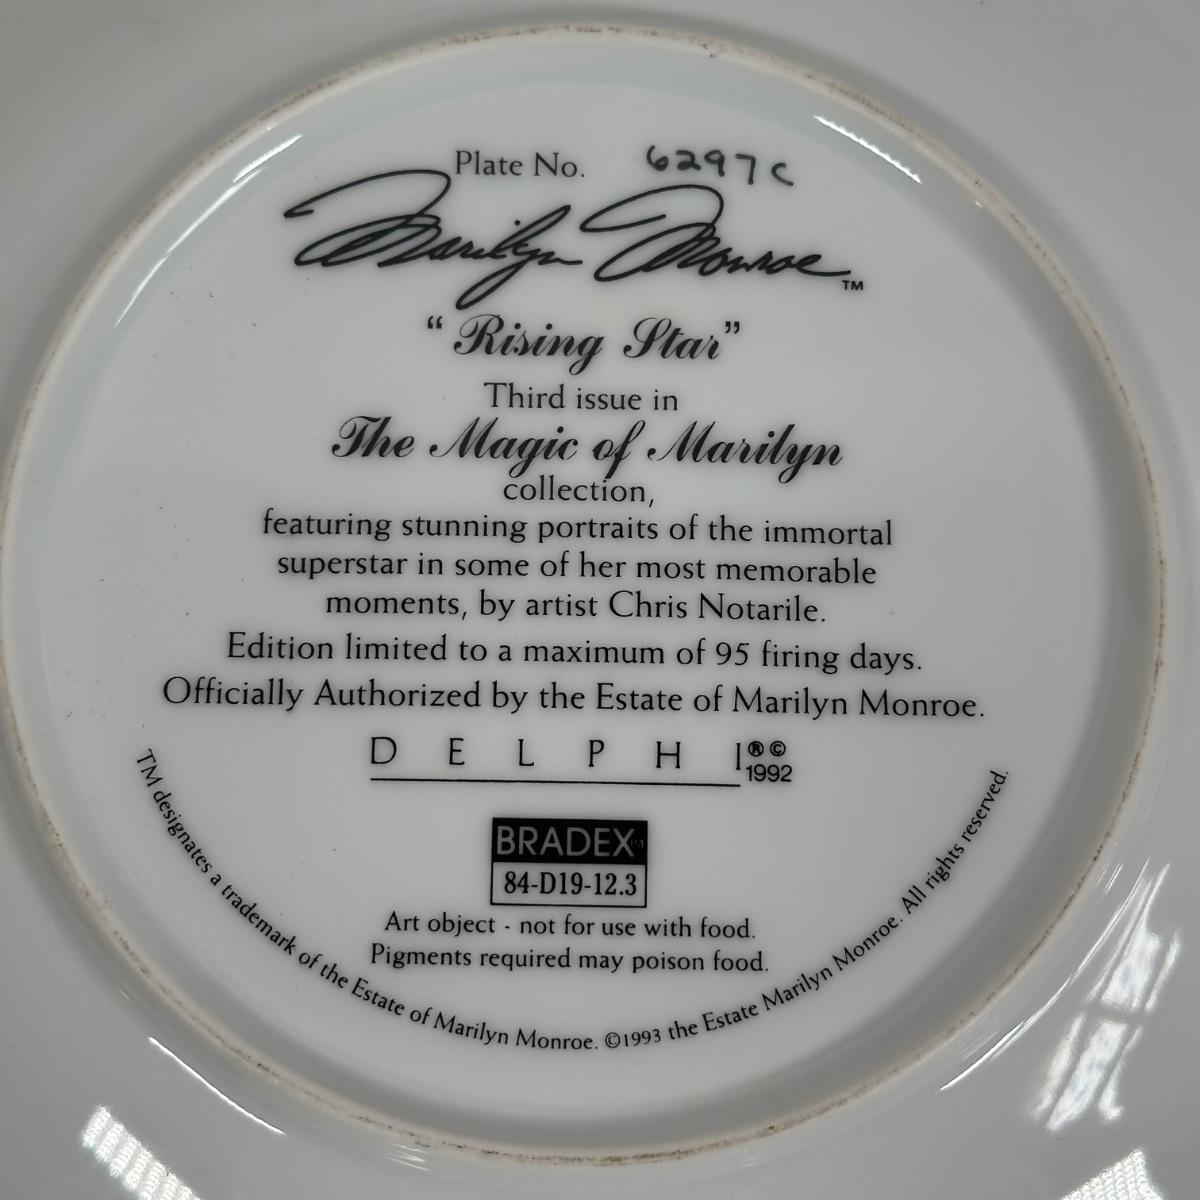 Plate No. 6297C
Marilyn Monroe™
“Rising Star”
Third issue in
The Magic of Marilyn
collection,
featuring stunning portraits of the immortal
superstar in some of her most memorable
moments, by artist Chris Notarile.
Edition limited to a maximum of 95 firing days.
Officially Authorized by the Estate of Marilyn Monroe.
DELPHI®©
1992
BRADEX™
84-D19-12.3
Art object - not for use with food.
Pigments required may poison food.
TM designates a trademark of the Estate of Marilyn Monroe. ©1993 the Estate Marilyn Monroe. All rights reserved.